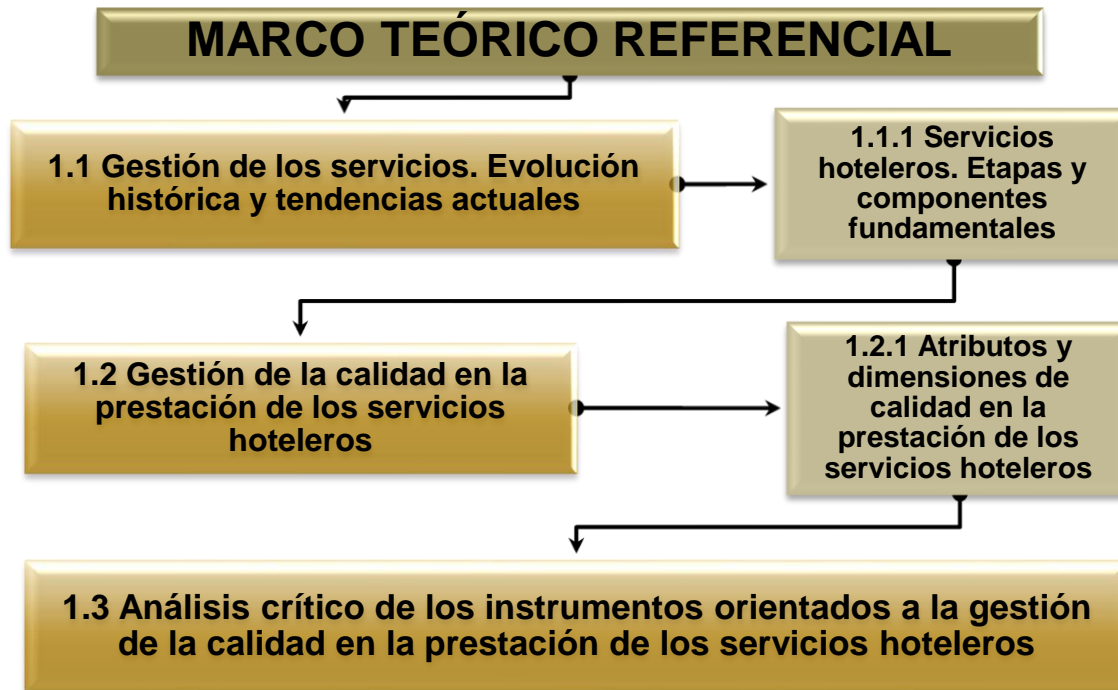 MARCO TEÓRICO REFERENCIAL
1.1 Gestión de los servicios. Evolución
histórica y tendencias actuales
1.1.1 Servicios
hoteleros. Etapas y
componentes
fundamentales
1.2 Gestión de la calidad en la
prestación de los servicios
hoteleros
1.2.1 Atributos y
dimensiones de
calidad en la
prestación de los
servicios hoteleros
1.3 Análisis crítico de los instrumentos orientados a la gestión
de la calidad en la prestación de los servicios hoteleros